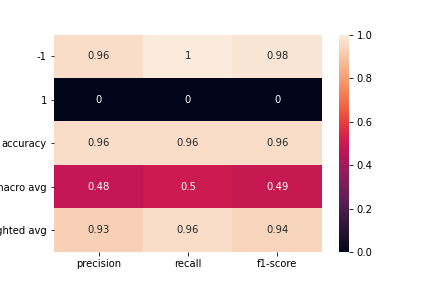 -1 0.96 1 0.98
1 0 0 0
accuracy 0.96 0.96 0.96
macro avg 0.48 0.5 0.49
ghted avg 0.93 0.96 0.94
precision recall f1-score
1.0
0.8
0.6
0.4
0.2
0.0